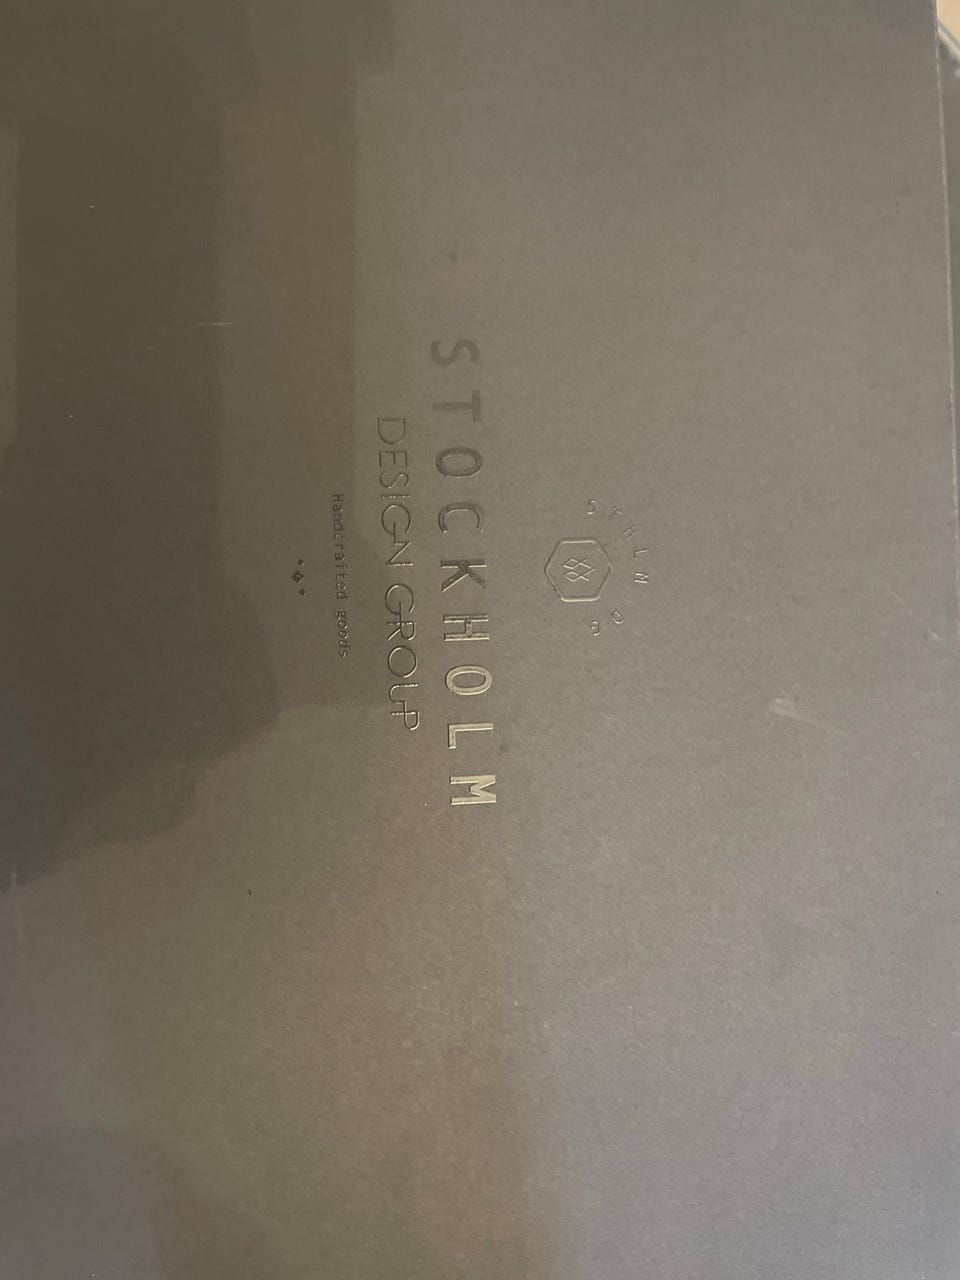 STHLM DG
STOCKHOLM
DESIGN GROUP
Handcrafted goods